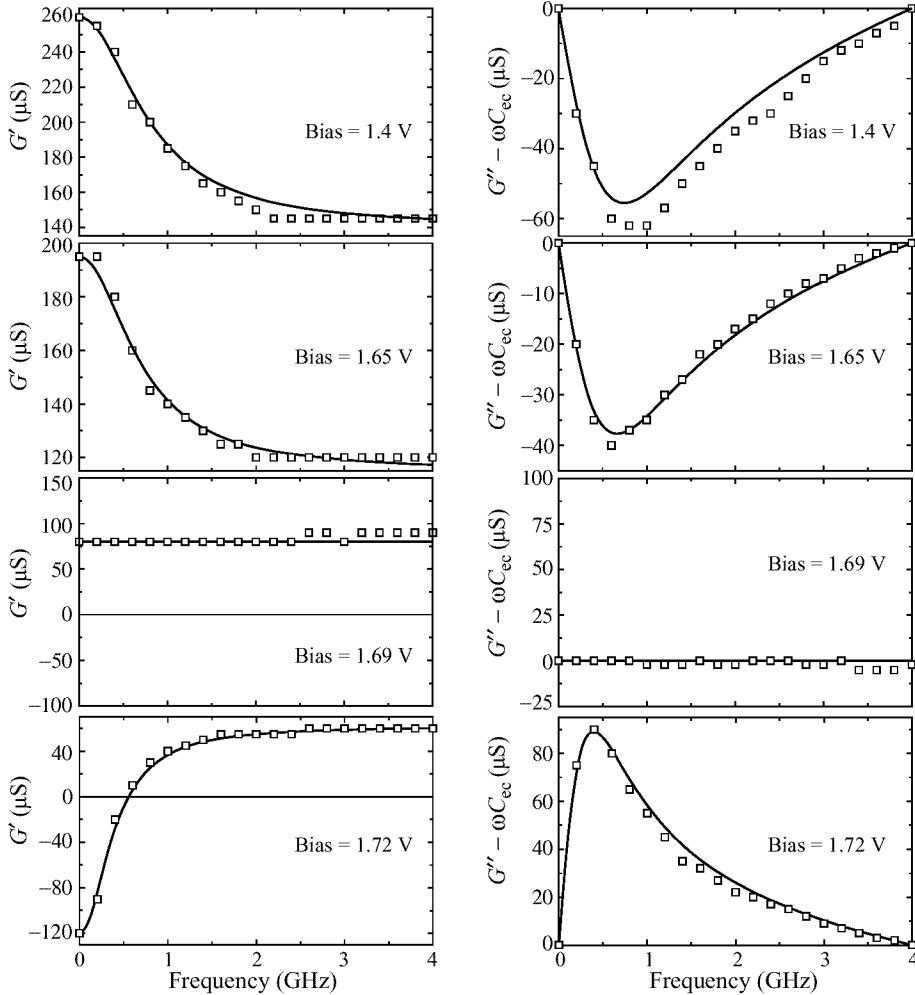 260
240
220
200
180
160
140
G′ (μS)
Bias = 1.4 V
0
−20
−40
−60
G″ − ωC_ec (μS)
Bias = 1.4 V
200
180
160
140
120
G′ (μS)
Bias = 1.65 V
0
−10
−20
−30
−40
G″ − ωC_ec (μS)
Bias = 1.65 V
150
100
50
0
−50
−100
G′ (μS)
Bias = 1.69 V
100
75
50
25
0
−25
G″ − ωC_ec (μS)
Bias = 1.69 V
40
0
−40
−80
−120
G′ (μS)
Bias = 1.72 V
0 1 2 3 4
Frequency (GHz)
80
60
40
20
0
G″ − ωC_ec (μS)
Bias = 1.72 V
0 1 2 3 4
Frequency (GHz)